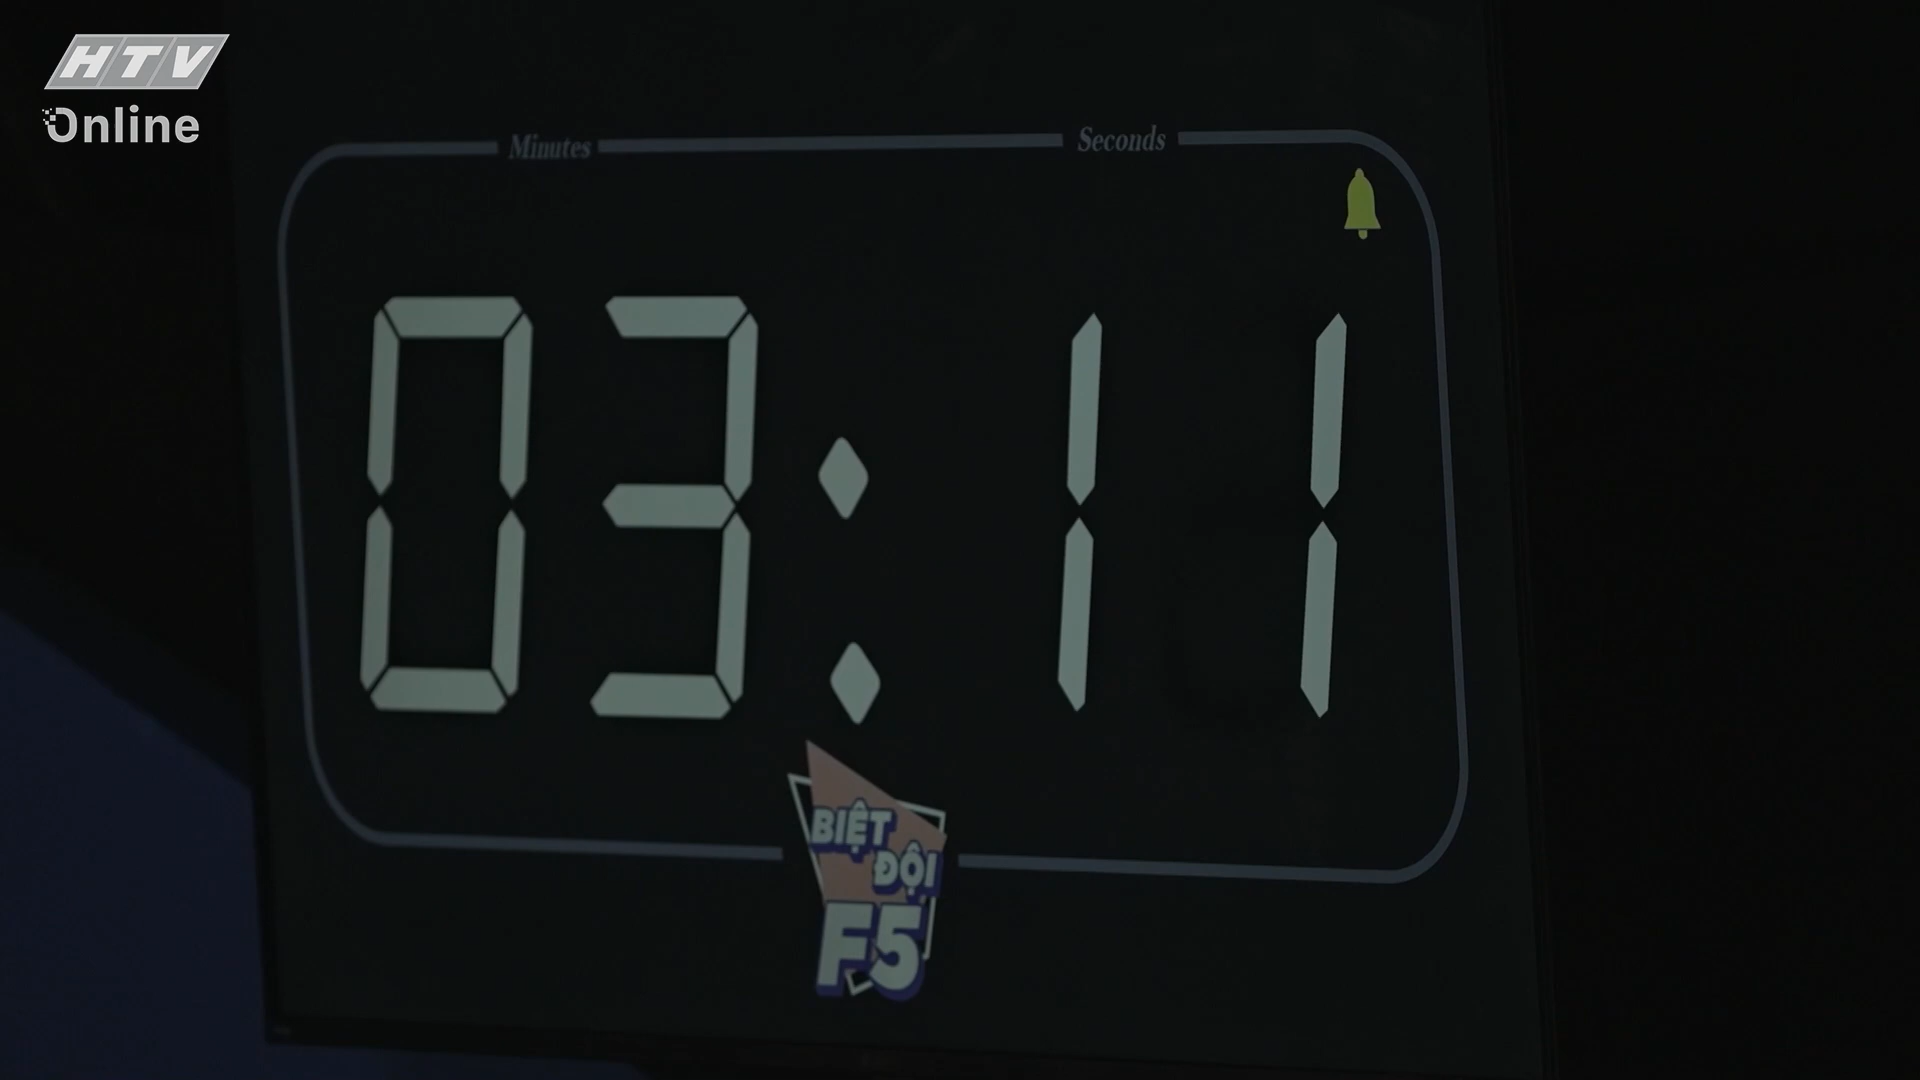 HTV
Online
Minutes
Seconds
03:11
BIỆT
ĐỘI
F5